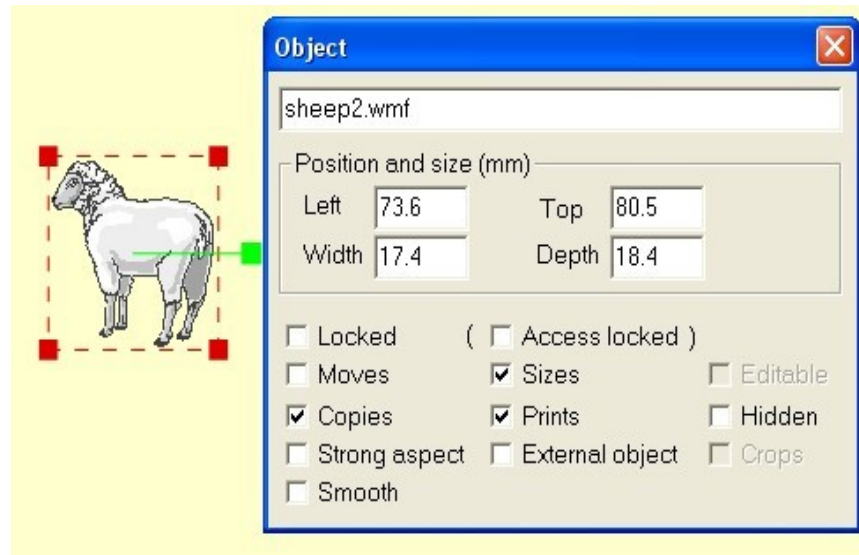 Object
sheep2.wmf
Position and size (mm)
Left 73.6 Top 80.5
Width 17.4 Depth 18.4
Locked ( Access locked )
Moves Sizes Editable
Copies Prints Hidden
Strong aspect External object Crops
Smooth